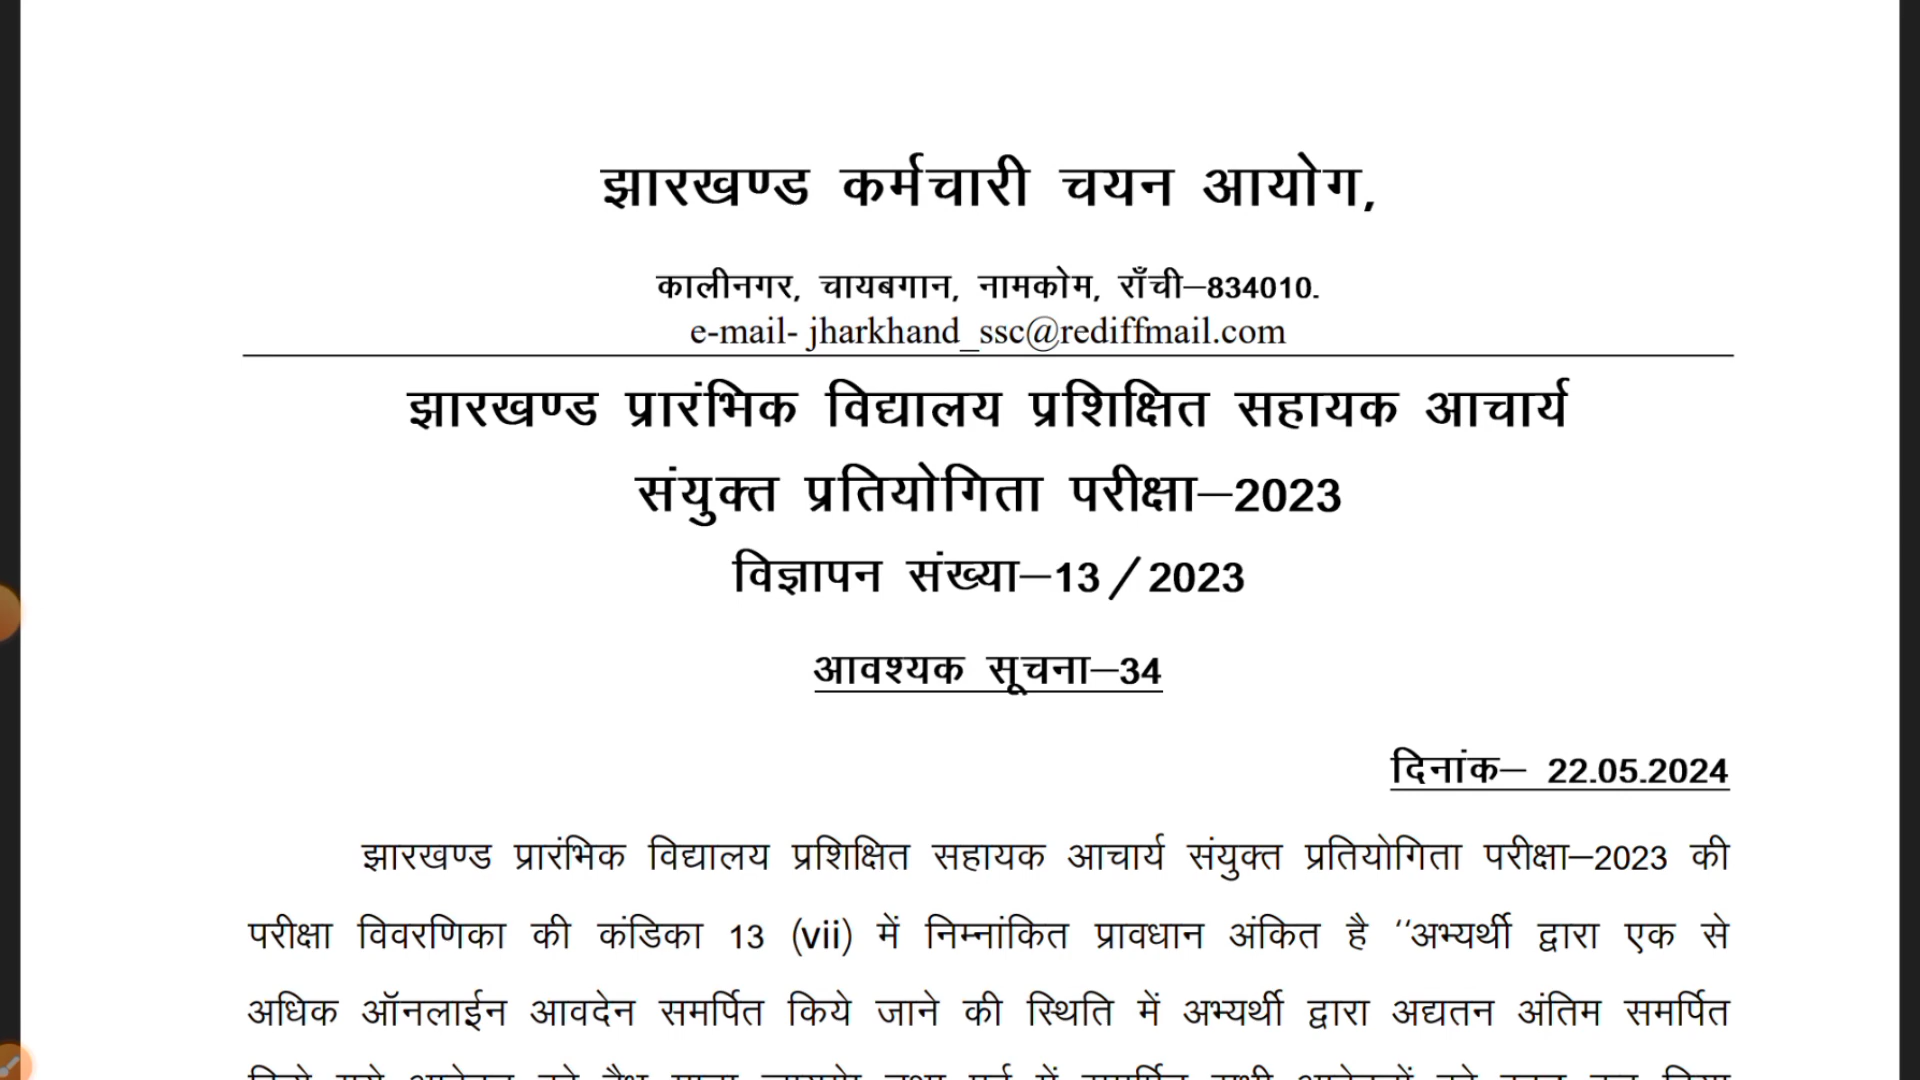 झारखण्ड कर्मचारी चयन आयोग,
कालीनगर, चायबगान, नामकोम, राँची–834010.
e-mail- jharkhand_ssc@rediffmail.com
झारखण्ड प्रारंभिक विद्यालय प्रशिक्षित सहायक आचार्य
संयुक्त प्रतियोगिता परीक्षा–2023
विज्ञापन संख्या–13/2023
आवश्यक सूचना–34
दिनांक– 22.05.2024
झारखण्ड प्रारंभिक विद्यालय प्रशिक्षित सहायक आचार्य संयुक्त प्रतियोगिता परीक्षा–2023 की
परीक्षा विवरणिका की कंडिका 13 (vii) में निम्नांकित प्रावधान अंकित है ''अभ्यर्थी द्वारा एक से
अधिक ऑनलाईन आवदेन समर्पित किये जाने की स्थिति में अभ्यर्थी द्वारा अद्यतन अंतिम समर्पित